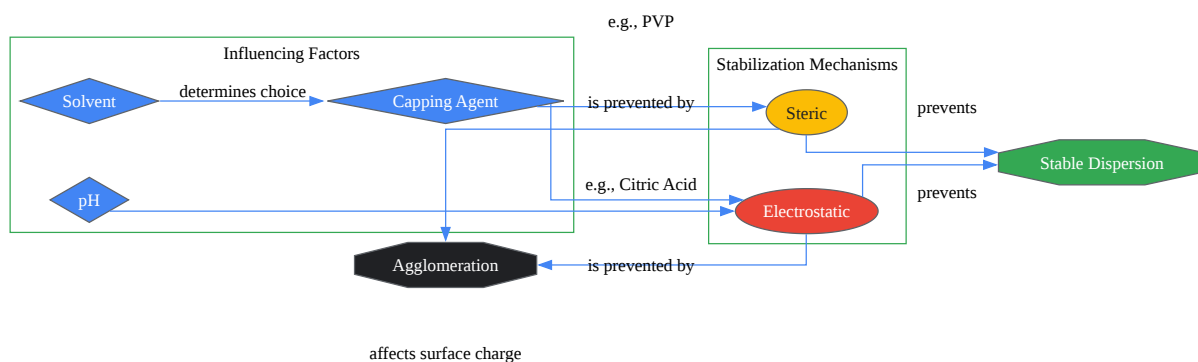 e.g., PVP
Influencing Factors
Stabilization Mechanisms
Solvent
determines choice
Capping Agent
is prevented by
Steric
prevents
Stable Dispersion
pH
e.g., Citric Acid
prevents
Electrostatic
Agglomeration
is prevented by
affects surface charge